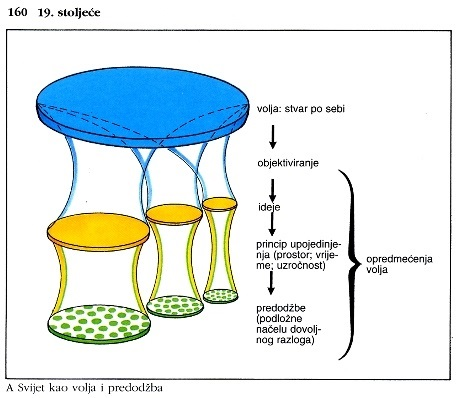 160 19. stoljeće
volja: stvar po sebi
objektiviranje
ideje
princip upojedinje-
nja (prostor; vrije-
me; uzročnost)
predodžbe
(podložne
načelu dovolj-
nog razloga)
opredmećenja
volja
A Svijet kao volja i predodžba